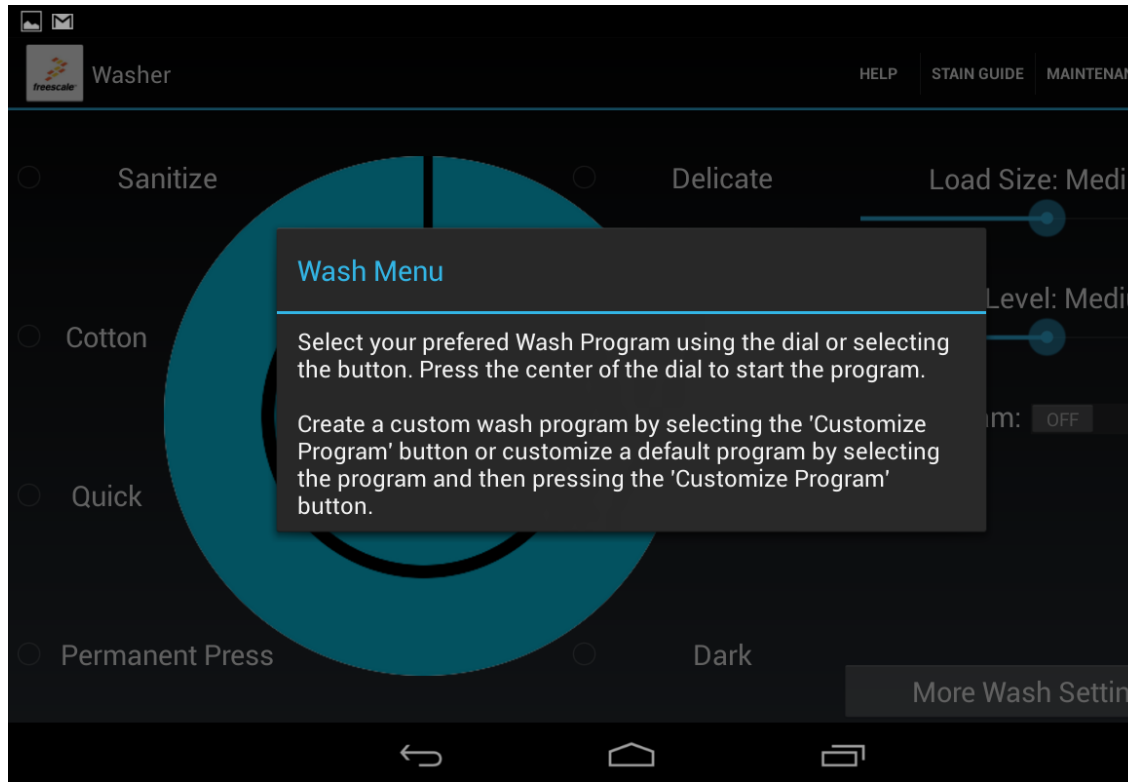 freescale
Washer
HELP
STAIN GUIDE
MAINTENAN
Sanitize
Delicate
Load Size: Medi
Wash Menu
Level: Medi
Cotton
Select your prefered Wash Program using the dial or selecting
the button. Press the center of the dial to start the program.
Create a custom wash program by selecting the 'Customize
Program' button or customize a default program by selecting
the program and then pressing the 'Customize Program'
button.
am: OFF
Quick
Permanent Press
Dark
More Wash Settin